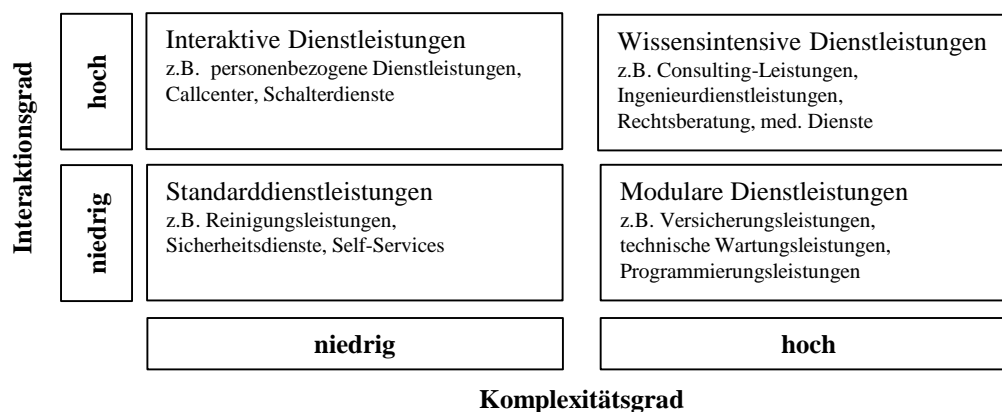 Interaktionsgrad
hoch
Interaktive Dienstleistungen
z.B. personenbezogene Dienstleistungen,
Callcenter, Schalterdienste
Wissensintensive Dienstleistungen
z.B. Consulting-Leistungen,
Ingenieurdienstleistungen,
Rechtsberatung, med. Dienste
niedrig
Standarddienstleistungen
z.B. Reinigungsleistungen,
Sicherheitsdienste, Self-Services
Modulare Dienstleistungen
z.B. Versicherungsleistungen,
technische Wartungsleistungen,
Programmierungsleistungen
niedrig
hoch
Komplexitätsgrad